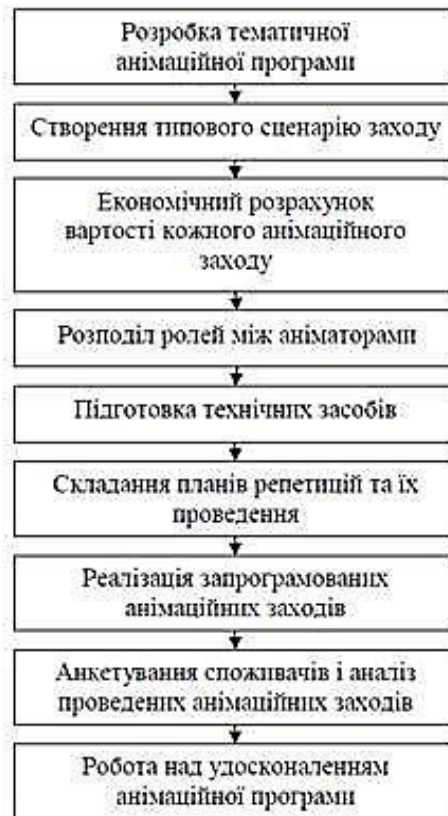 Розробка тематичної
анімаційної програми
Створення типового сценарію заходу
Економічний розрахунок
вартості кожного анімаційного
заходу
Розподіл ролей між аніматорами
Підготовка технічних засобів
Складання планів репетицій та їх
проведення
Реалізація запрограмованих
анімаційних заходів
Анкетування споживачів і аналіз
проведених анімаційних заходів
Робота над удосконаленням
анімаційної програми